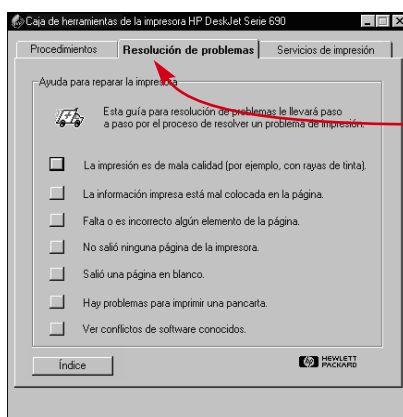 Caja de herramientas de la impresora HP DeskJet Serie 690
Procedimientos
Resolución de problemas
Servicios de impresión
Ayuda para reparar la impresora
Esta guía para resolución de problemas le llevará paso
a paso por el proceso de resolver un problema de impresión.
La impresión es de mala calidad (por ejemplo, con rayas de tinta).
La información impresa está mal colocada en la página.
Falta o es incorrecto algún elemento de la página.
No salió ninguna página de la impresora.
Salió una página en blanco.
Hay problemas para imprimir una pancarta.
Ver conflictos de software conocidos.
Índice
hp HEWLETT
PACKARD